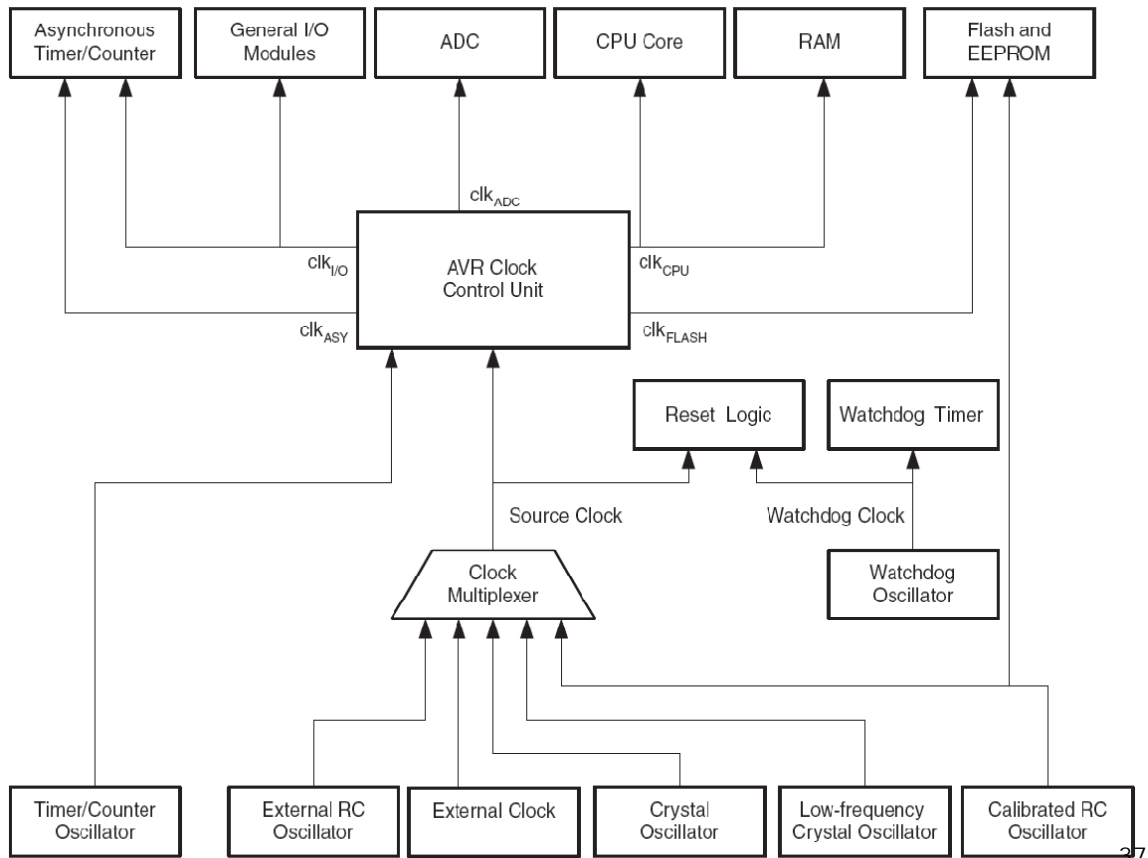 Asynchronous
Timer/Counter
General I/O
Modules
ADC
CPU Core
RAM
Flash and
EEPROM
clkADC
clkI/O
AVR Clock
Control Unit
clkCPU
clkASY
clkFLASH
Reset Logic
Watchdog Timer
Source Clock
Watchdog Clock
Clock
Multiplexer
Watchdog
Oscillator
Timer/Counter
Oscillator
External RC
Oscillator
External Clock
Crystal
Oscillator
Low-frequency
Crystal Oscillator
Calibrated RC
Oscillator
37